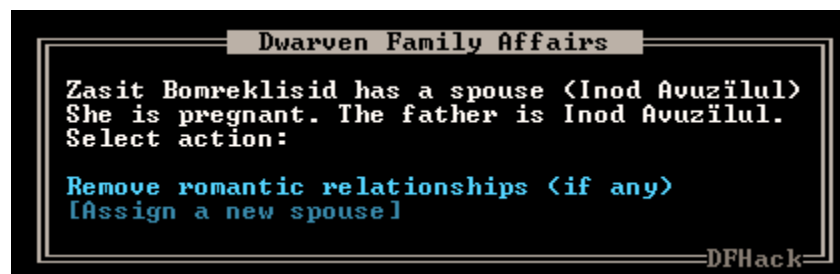 Dwarven Family Affairs
Zasit Bomreklisid has a spouse (Inod Avuzïlul)
She is pregnant. The father is Inod Avuzïlul.
Select action:
Remove romantic relationships (if any)
[Assign a new spouse]
DFHack